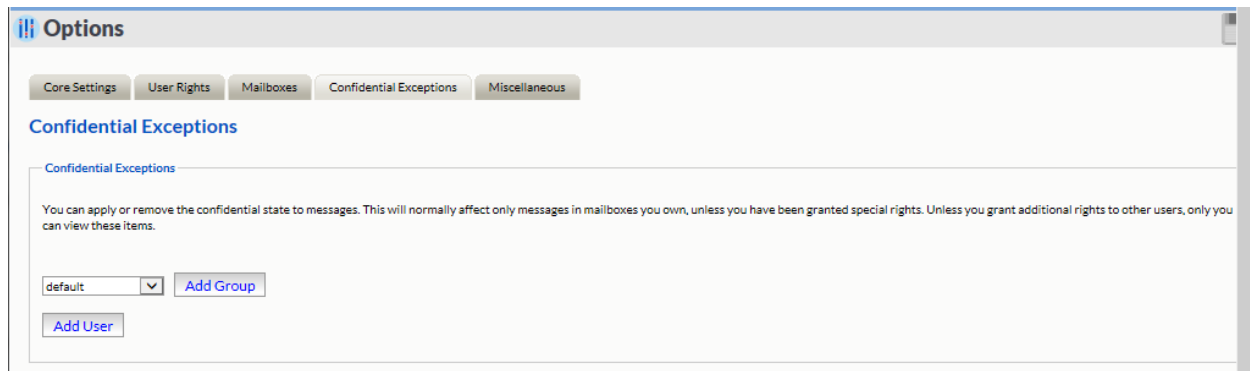 Options
Core Settings User Rights Mailboxes Confidential Exceptions Miscellaneous
Confidential Exceptions
Confidential Exceptions
You can apply or remove the confidential state to messages. This will normally affect only messages in mailboxes you own, unless you have been granted special rights. Unless you grant additional rights to other users, only you
can view these items.
default Add Group
Add User